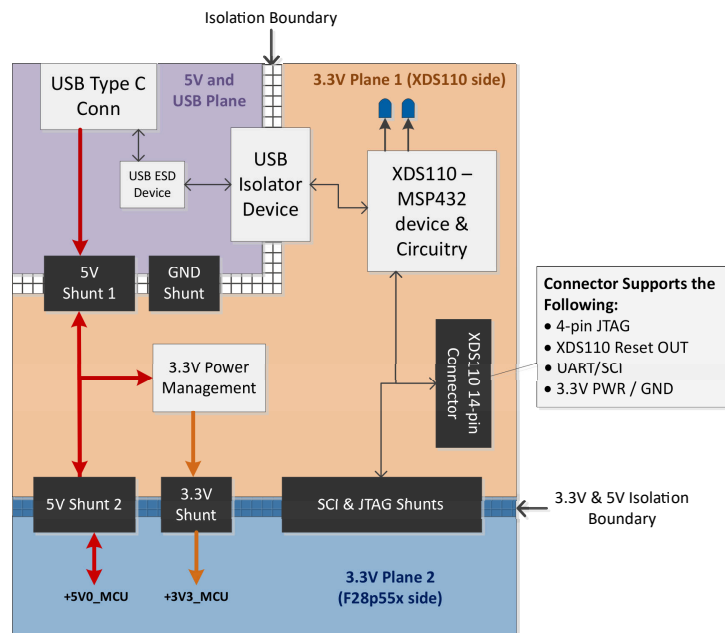 Isolation Boundary
USB Type C
Conn
5V and
USB Plane
3.3V Plane 1 (XDS110 side)
USB ESD
Device
USB
Isolator
Device
XDS110 –
MSP432
device &
Circuitry
5V
Shunt 1
GND
Shunt
Connector Supports the
Following:
● 4-pin JTAG
● XDS110 Reset OUT
● UART/SCI
● 3.3V PWR / GND
3.3V Power
Management
XDS110 14-pin
Connector
5V Shunt 2
3.3V
Shunt
SCI & JTAG Shunts
3.3V & 5V Isolation
Boundary
+5V0_MCU
+3V3_MCU
3.3V Plane 2
(F28p55x side)